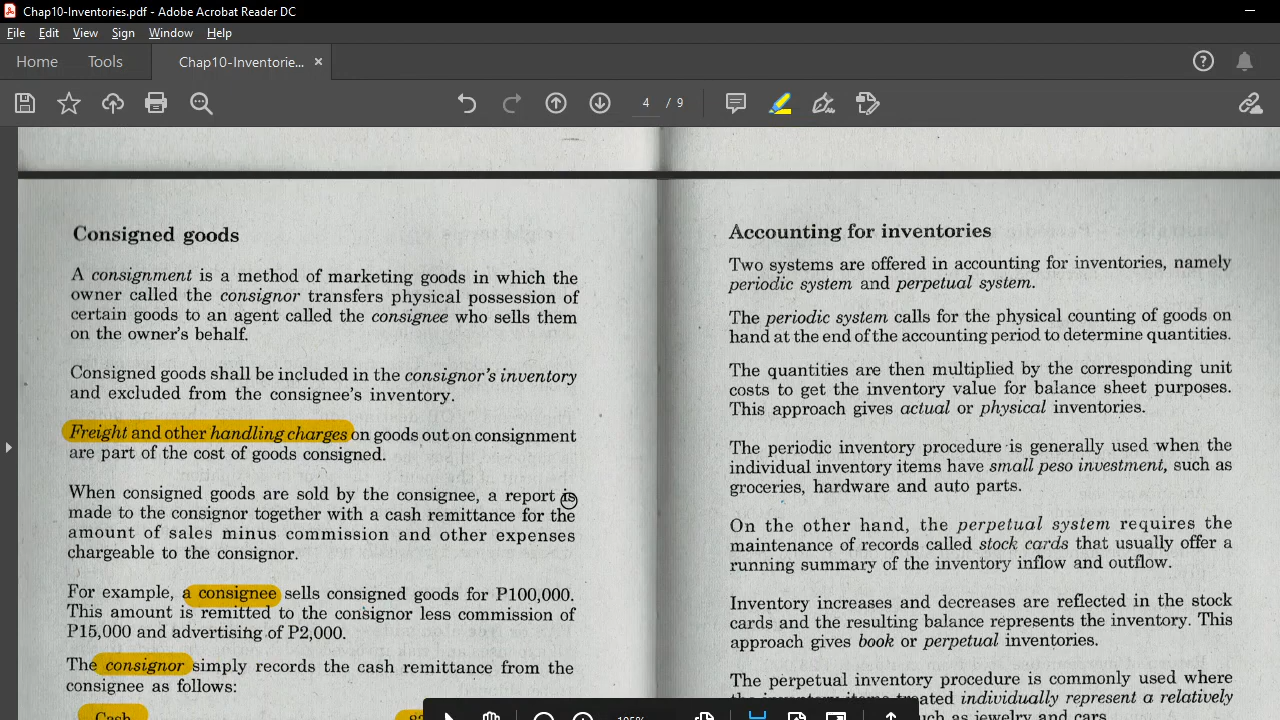 Chap10-Inventories.pdf - Adobe Acrobat Reader DC
File Edit View Sign Window Help
Home Tools Chap10-Inventorie... ×
4 / 9
Consigned goods
A consignment is a method of marketing goods in which the
owner called the consignor transfers physical possession of
certain goods to an agent called the consignee who sells them
on the owner's behalf.
Consigned goods shall be included in the consignor's inventory
and excluded from the consignee's inventory.
Freight and other handling charges on goods out on consignment
are part of the cost of goods consigned.
When consigned goods are sold by the consignee, a report is
made to the consignor together with a cash remittance for the
amount of sales minus commission and other expenses
chargeable to the consignor.
For example, a consignee sells consigned goods for P100,000.
This amount is remitted to the consignor less commission of
P15,000 and advertising of P2,000.
The consignor simply records the cash remittance from the
consignee as follows:
Cash
Accounting for inventories
Two systems are offered in accounting for inventories, namely
periodic system and perpetual system.
The periodic system calls for the physical counting of goods on
hand at the end of the accounting period to determine quantities.
The quantities are then multiplied by the corresponding unit
costs to get the inventory value for balance sheet purposes.
This approach gives actual or physical inventories.
The periodic inventory procedure is generally used when the
individual inventory items have small peso investment, such as
groceries, hardware and auto parts.
On the other hand, the perpetual system requires the
maintenance of records called stock cards that usually offer a
running summary of the inventory inflow and outflow.
Inventory increases and decreases are reflected in the stock
cards and the resulting balance represents the inventory. This
approach gives book or perpetual inventories.
The perpetual inventory procedure is commonly used where
the inventory items treated individually represent a relatively
such as jewelry and cars.